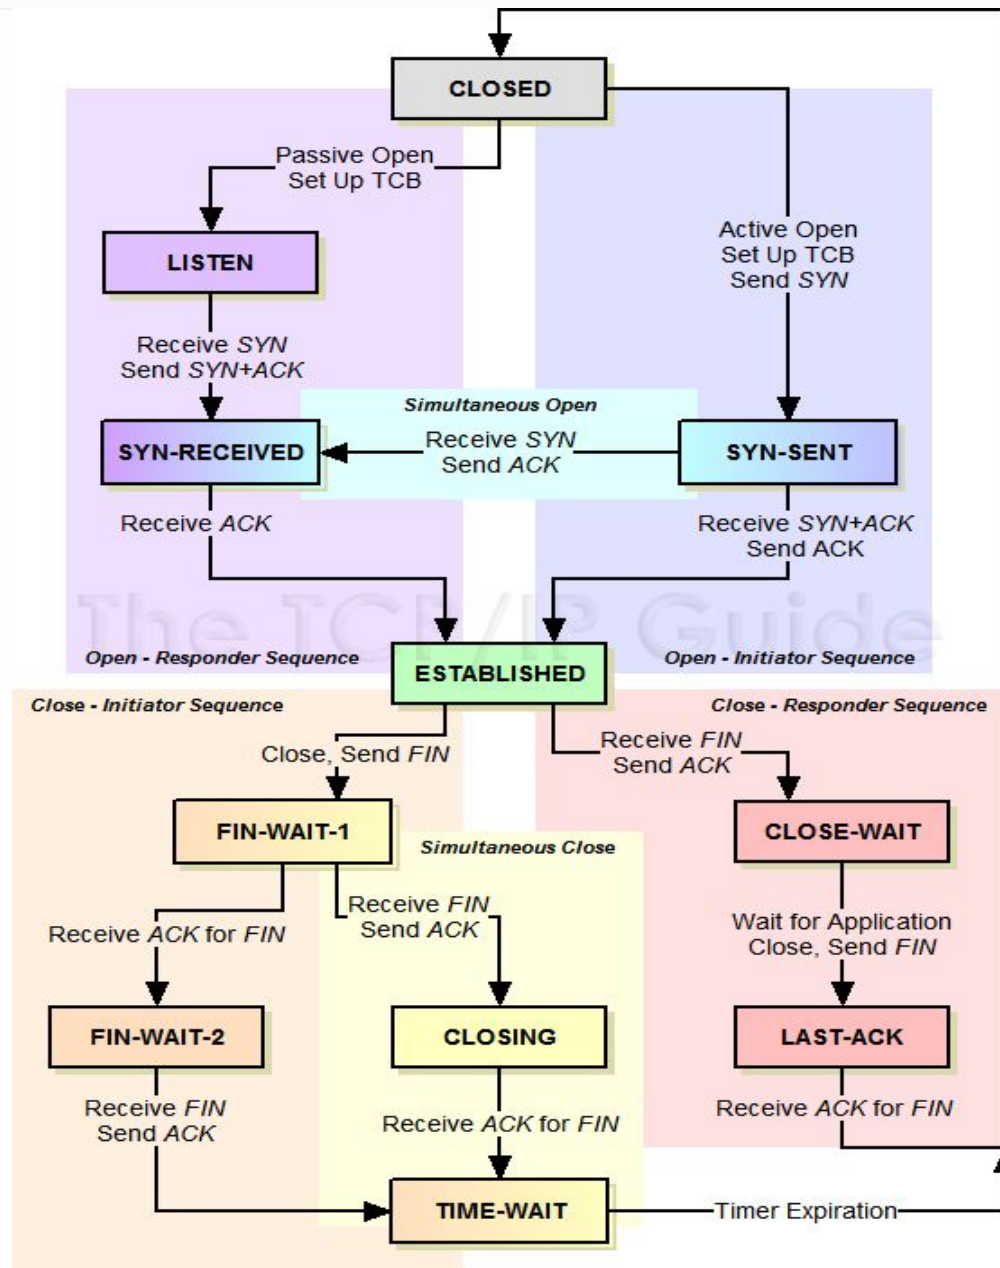 CLOSED
Passive Open
Set Up TCB
LISTEN
Active Open
Set Up TCB
Send SYN
Receive SYN
Send SYN+ACK
Simultaneous Open
SYN-RECEIVED
Receive SYN
Send ACK
SYN-SENT
Receive ACK
Receive SYN+ACK
Send ACK
The TCP/IP Guide
Open - Responder Sequence
ESTABLISHED
Open - Initiator Sequence
Close - Initiator Sequence
Close - Responder Sequence
Close, Send FIN
Receive FIN
Send ACK
FIN-WAIT-1
Simultaneous Close
CLOSE-WAIT
Receive ACK for FIN
Receive FIN
Send ACK
Wait for Application
Close, Send FIN
FIN-WAIT-2
CLOSING
LAST-ACK
Receive FIN
Send ACK
Receive ACK for FIN
Receive ACK for FIN
TIME-WAIT
Timer Expiration